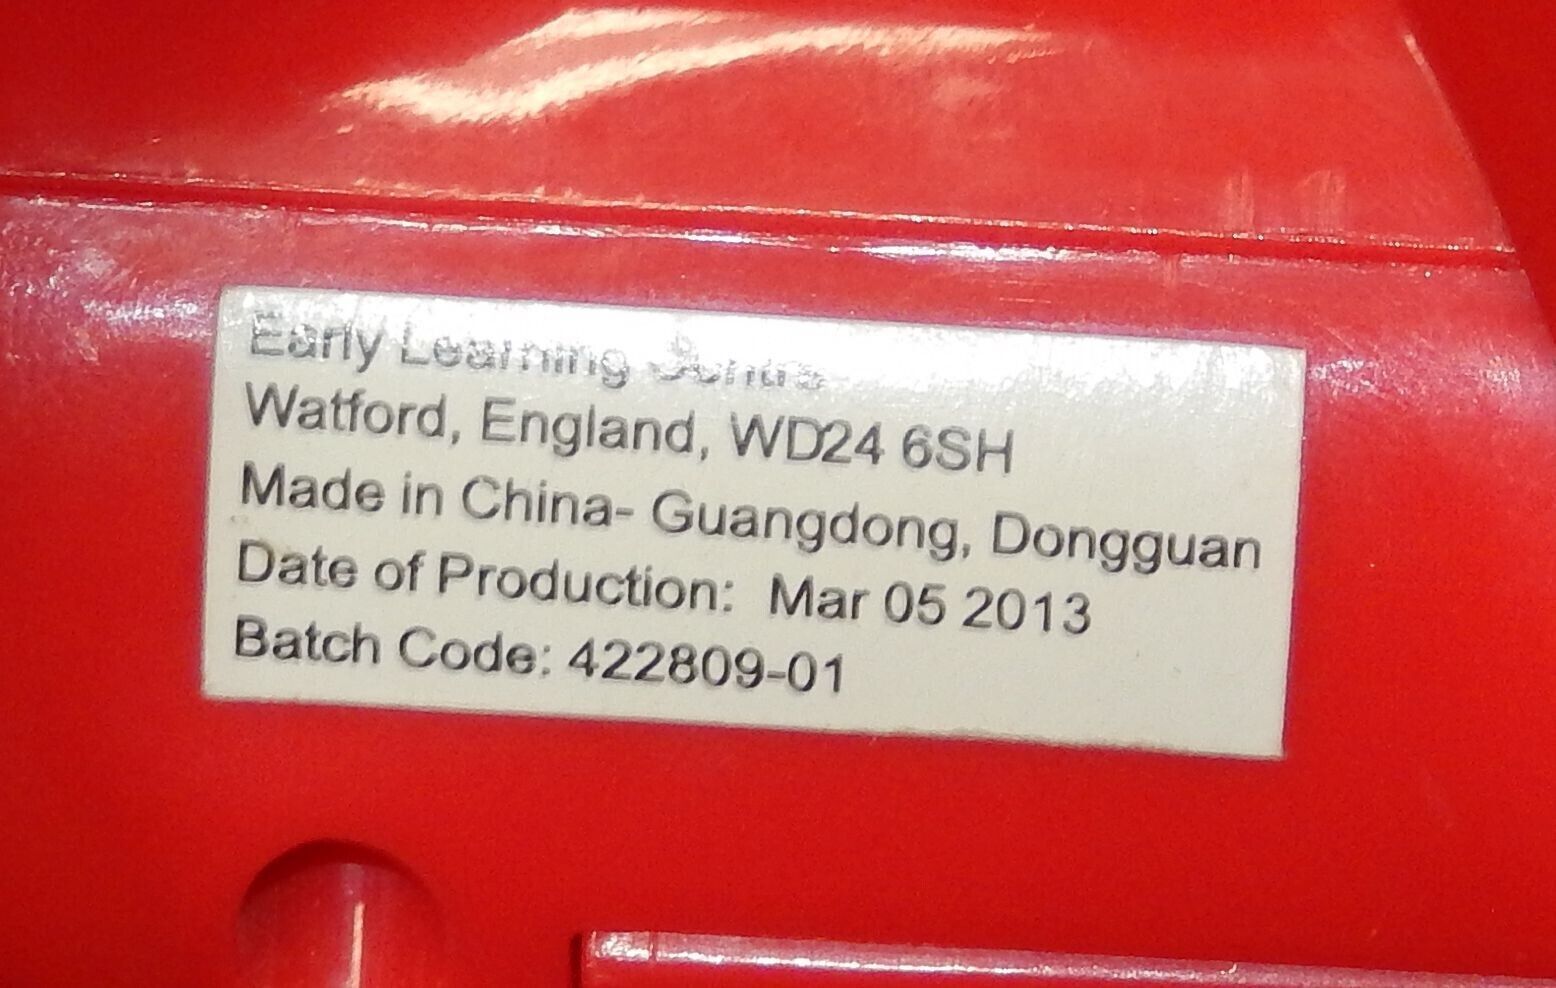 Early Learning Centre
Watford, England, WD24 6SH
Made in China- Guangdong, Dongguan
Date of Production: Mar 05 2013
Batch Code: 422809-01